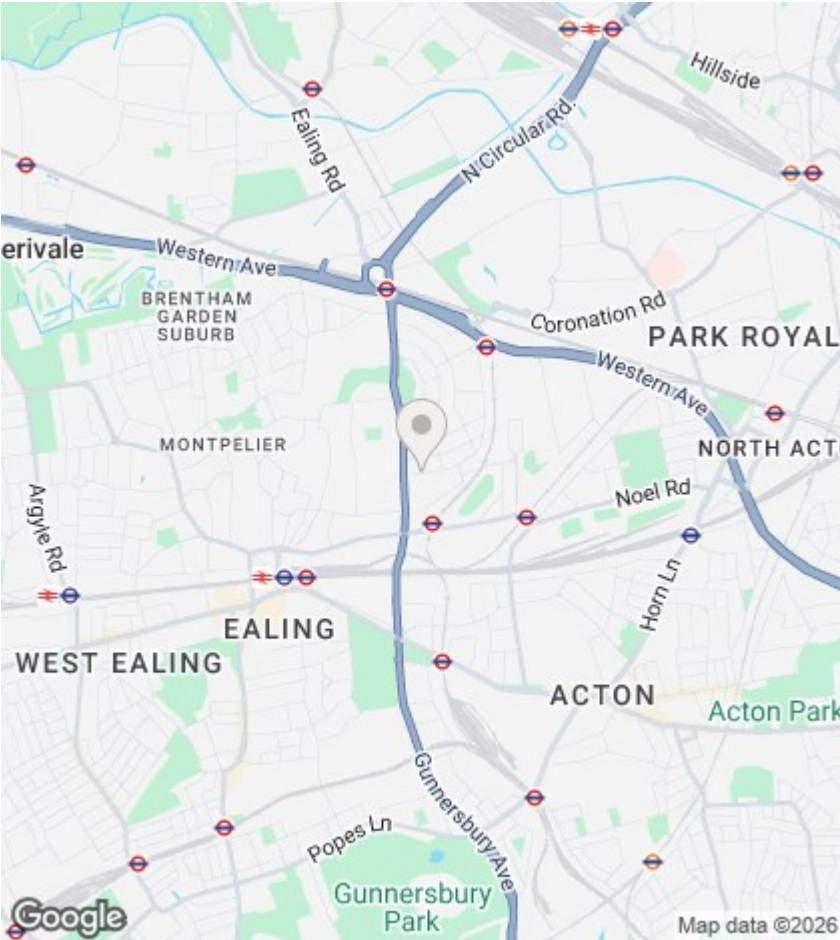 Hillside
Ealing Rd
N Circular Rd.
erivale
Western Ave
BRENTHAM
GARDEN
SUBURB
Coronation Rd
PARK ROYAL
Western Ave
MONTPELIER
NORTH ACT
Argyle Rd
Noel Rd
Horn Ln
EALING
WEST EALING
ACTON
Acton Park
Gunnersbury Ave
Popes Ln
Gunnersbury
Park
Google
Map data ©2026